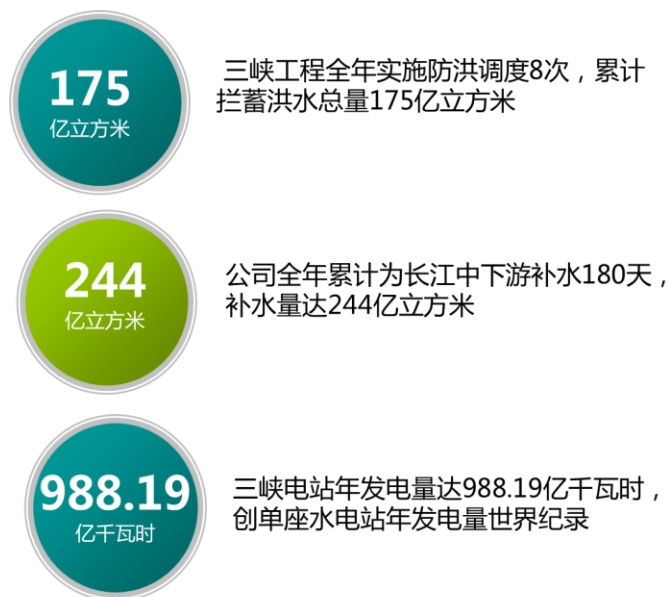 175
亿立方米
三峡工程全年实施防洪调度8次，累计
拦蓄洪水总量175亿立方米
244
亿立方米
公司全年累计为长江中下游补水180天，
补水量达244亿立方米
988.19
亿千瓦时
三峡电站年发电量达988.19亿千瓦时，
创单座水电站年发电量世界纪录